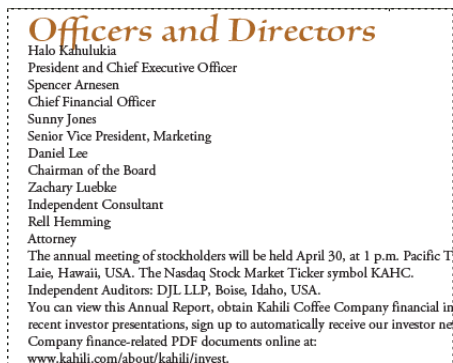 Officers and Directors
Halo Kahulukia
President and Chief Executive Officer
Spencer Arnesen
Chief Financial Officer
Sunny Jones
Senior Vice President, Marketing
Daniel Lee
Chairman of the Board
Zachary Luebke
Independent Consultant
Rell Hemming
Attorney
The annual meeting of stockholders will be held April 30, at 1 p.m. Pacific
Laie, Hawaii, USA. The Nasdaq Stock Market Ticker symbol KAHC.
Independent Auditors: DJL LLP, Boise, Idaho, USA.
You can view this Annual Report, obtain Kahili Coffee Company financial
recent investor presentations, sign up to automatically receive our investor
Company finance-related PDF documents online at:
www.kahili.com/about/kahili/invest.